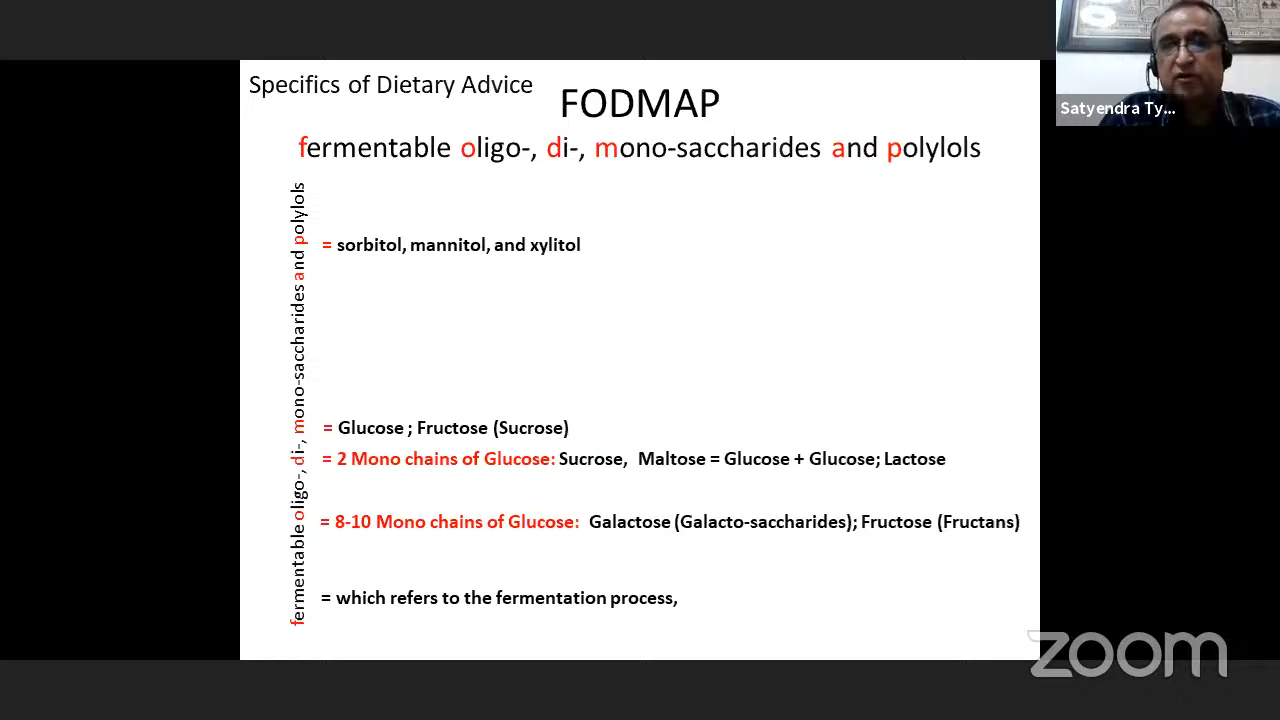 Specifics of Dietary Advice
FODMAP
fermentable oligo-, di-, mono-saccharides and polylols
fermentable oligo-, di-, mono-saccharides and polylols
= sorbitol, mannitol, and xylitol
= Glucose ; Fructose (Sucrose)
= 2 Mono chains of Glucose: Sucrose, Maltose = Glucose + Glucose; Lactose
= 8-10 Mono chains of Glucose: Galactose (Galacto-saccharides); Fructose (Fructans)
= which refers to the fermentation process,
Satyendra Ty...
zoom